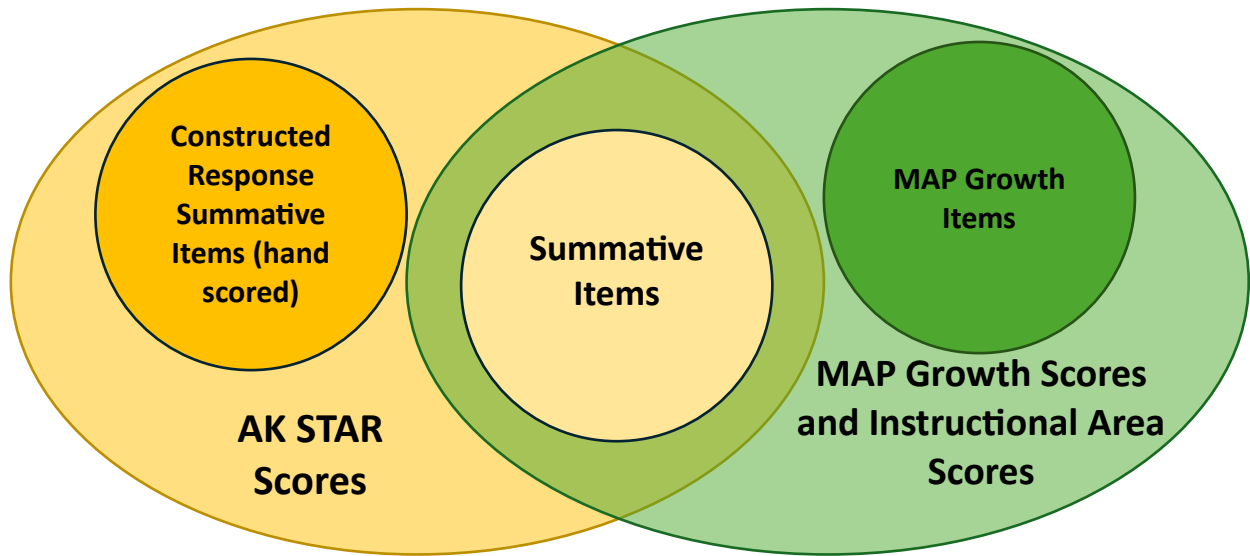 Constructed
Response
Summative
Items (hand
scored)
Summative
Items
MAP Growth
Items
AK STAR
Scores
MAP Growth Scores
and Instructional Area
Scores